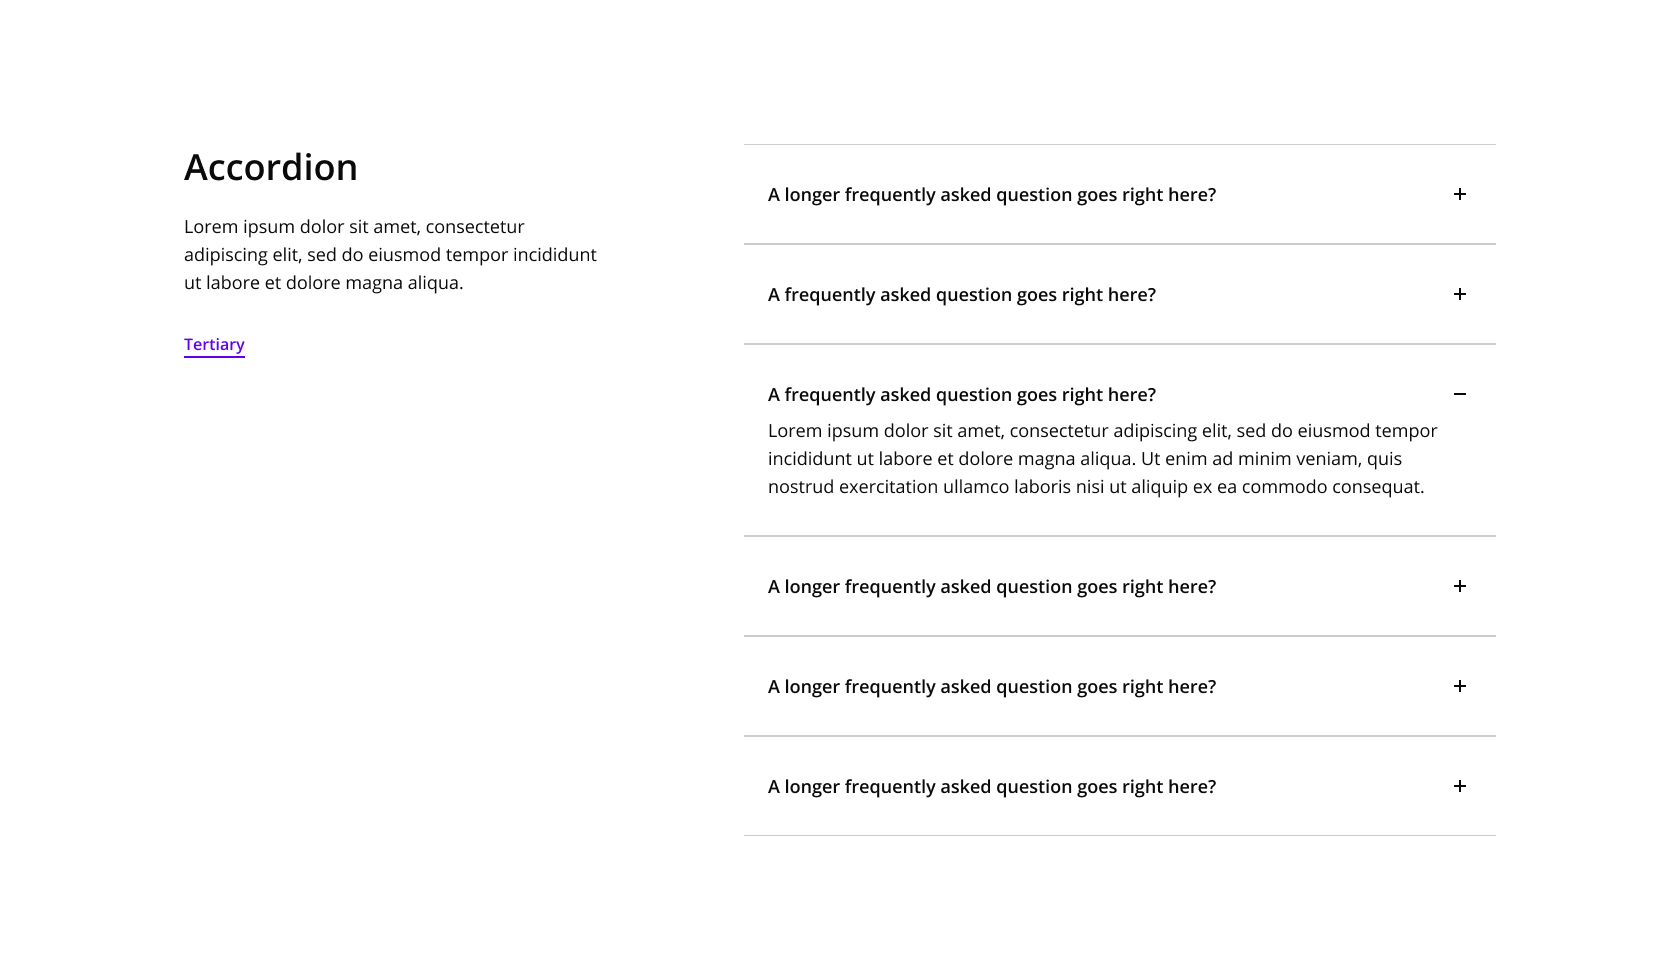 Accordion
Lorem ipsum dolor sit amet, consectetur
adipiscing elit, sed do eiusmod tempor incididunt
ut labore et dolore magna aliqua.
Tertiary
A longer frequently asked question goes right here?
A frequently asked question goes right here?
A frequently asked question goes right here?
Lorem ipsum dolor sit amet, consectetur adipiscing elit, sed do eiusmod tempor
incididunt ut labore et dolore magna aliqua. Ut enim ad minim veniam, quis
nostrud exercitation ullamco laboris nisi ut aliquip ex ea commodo consequat.
A longer frequently asked question goes right here?
A longer frequently asked question goes right here?
A longer frequently asked question goes right here?